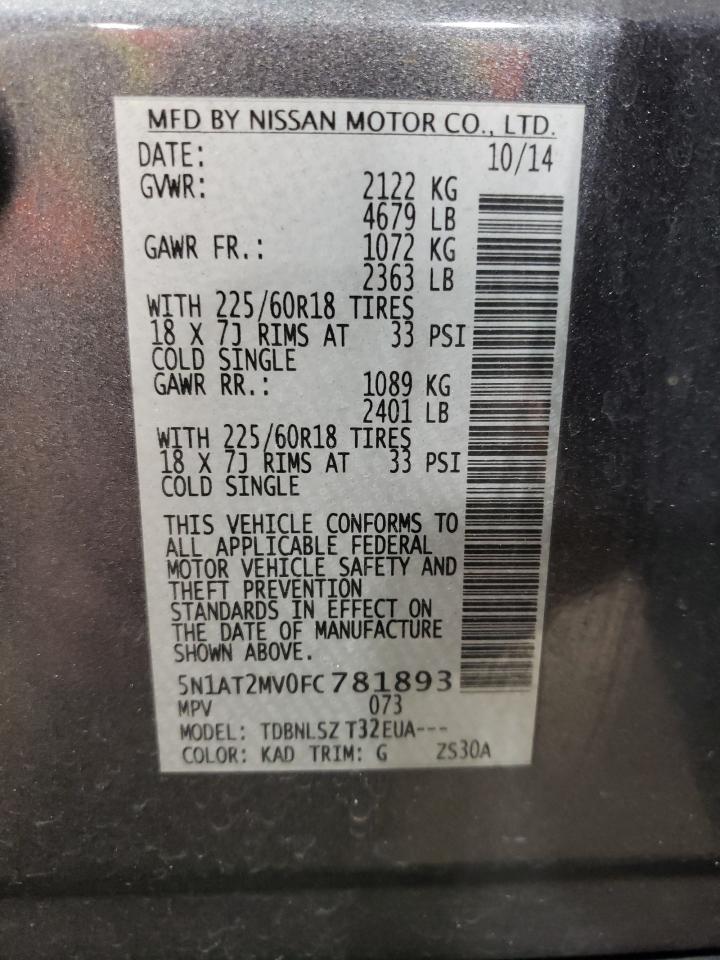 MFD BY NISSAN MOTOR CO., LTD.
DATE: 10/14
GVWR: 2122 KG
4679 LB
GAWR FR.: 1072 KG
2363 LB
WITH 225/60R18 TIRES
18 X 7J RIMS AT 33 PSI
COLD SINGLE
GAWR RR.: 1089 KG
2401 LB
WITH 225/60R18 TIRES
18 X 7J RIMS AT 33 PSI
COLD SINGLE
THIS VEHICLE CONFORMS TO
ALL APPLICABLE FEDERAL
MOTOR VEHICLE SAFETY AND
THEFT PREVENTION
STANDARDS IN EFFECT ON
THE DATE OF MANUFACTURE
SHOWN ABOVE.
5N1AT2MV0FC781893
MPV 073
MODEL: TDBNLSZ T32EUA---
COLOR: KAD TRIM: G ZS30A